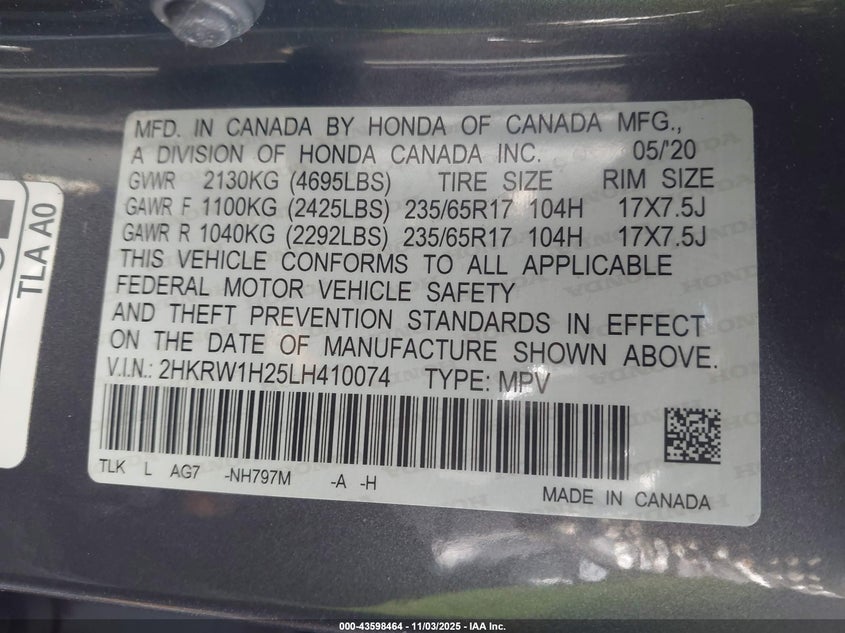 MFD. IN CANADA BY HONDA OF CANADA MFG.,
A DIVISION OF HONDA CANADA INC. 05/'20
GVWR 2130KG (4695LBS) TIRE SIZE RIM SIZE
GAWR F 1100KG (2425LBS) 235/65R17 104H 17X7.5J
GAWR R 1040KG (2292LBS) 235/65R17 104H 17X7.5J
THIS VEHICLE CONFORMS TO ALL APPLICABLE
FEDERAL MOTOR VEHICLE SAFETY
AND THEFT PREVENTION STANDARDS IN EFFECT
ON THE DATE OF MANUFACTURE SHOWN ABOVE.
V.I.N.: 2HKRW1H25LH410074 TYPE: MPV
TLK L AG7 -NH797M -A -H
MADE IN CANADA
TLA A0
000-43598464 - 11/03/2025 - IAA Inc.